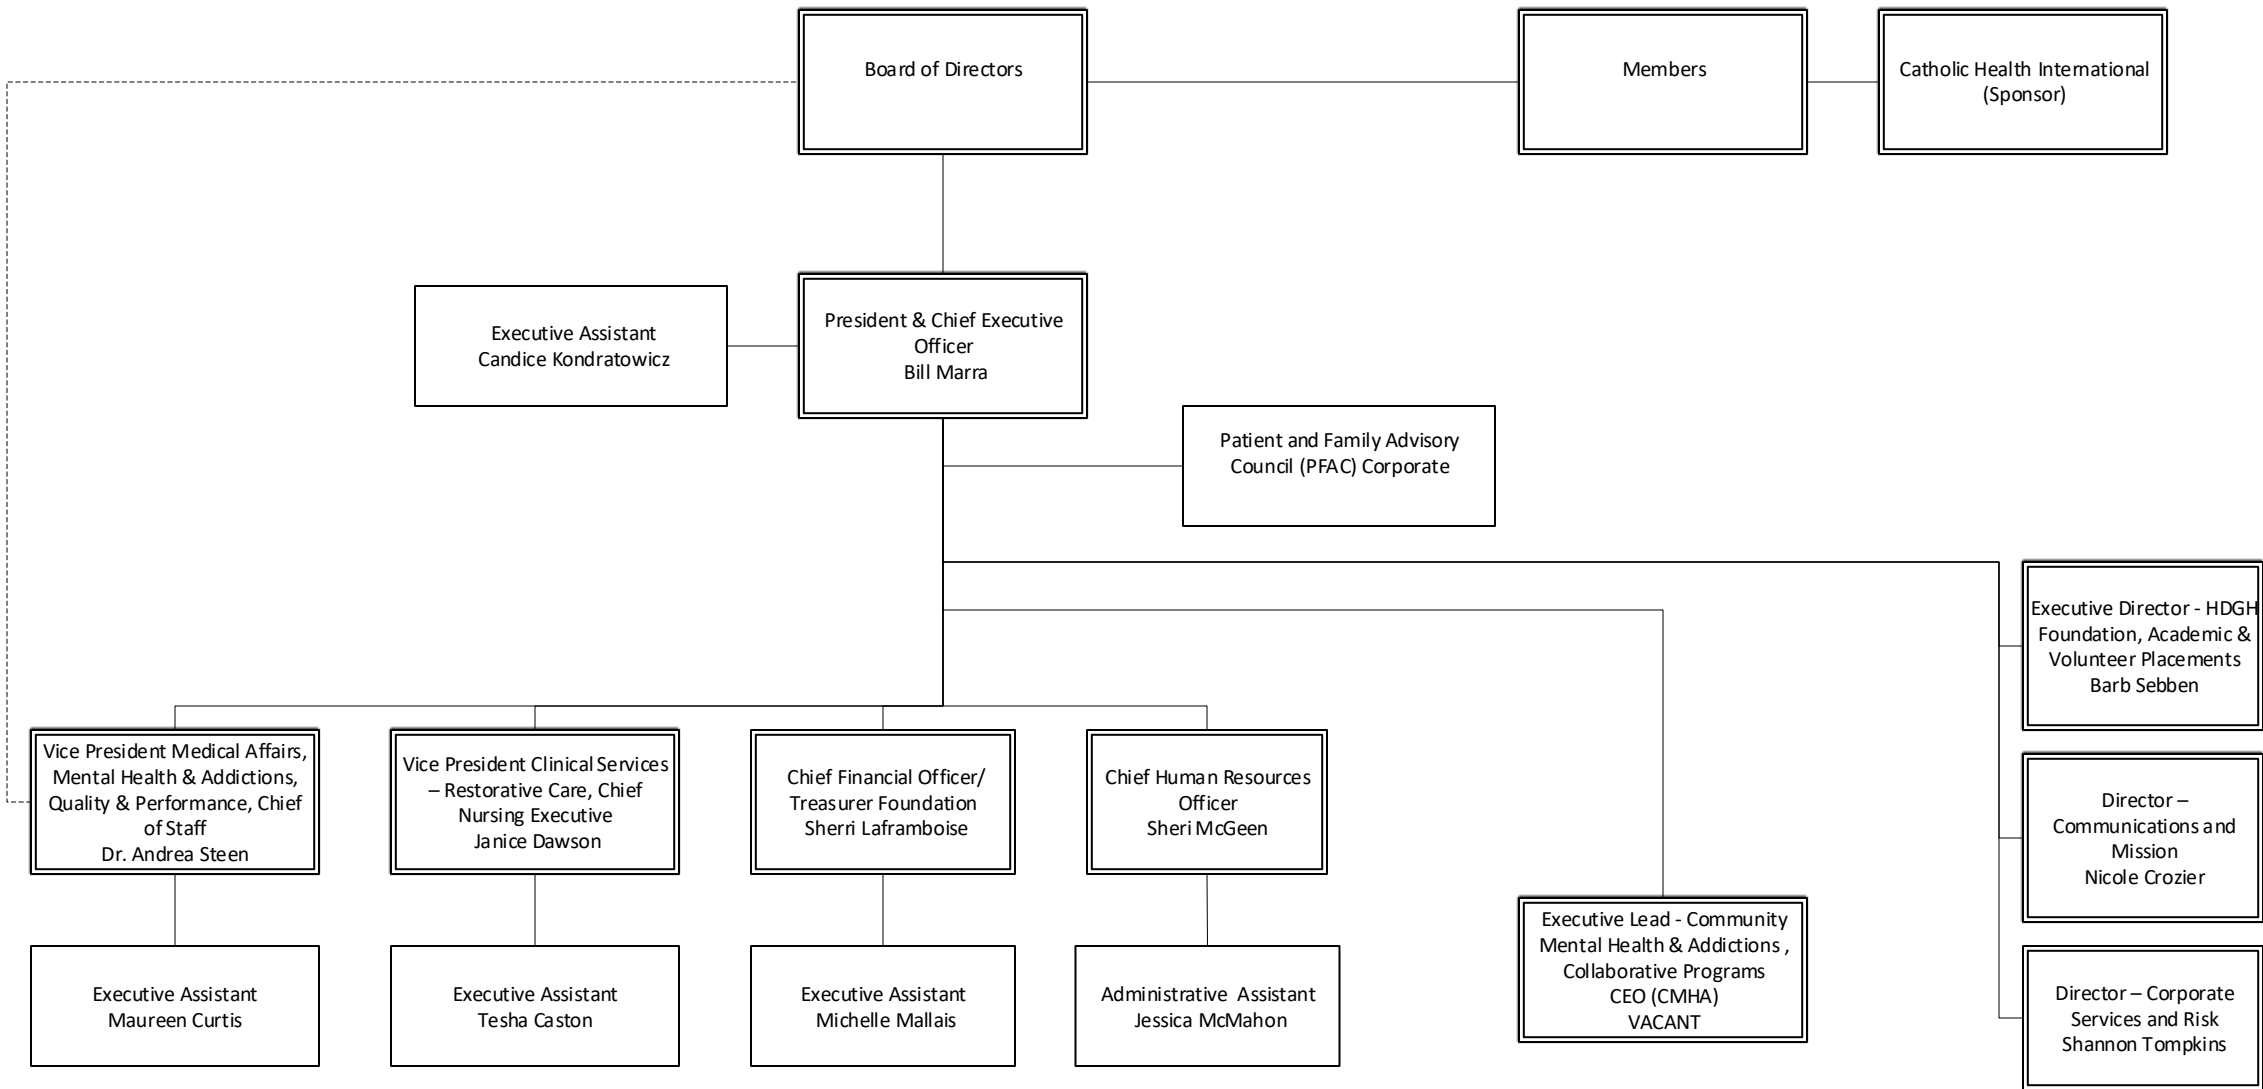 Board of Directors
Members
Catholic Health International
(Sponsor)
Executive Assistant
Candice Kondratowicz
President & Chief Executive
Officer
Bill Marra
Patient and Family Advisory
Council (PFAC) Corporate
Executive Director - HDGH
Foundation, Academic &
Volunteer Placements
Barb Sebben
Vice President Medical Affairs,
Mental Health & Addictions,
Quality & Performance, Chief
of Staff
Dr. Andrea Steen
Vice President Clinical Services
– Restorative Care, Chief
Nursing Executive
Janice Dawson
Chief Financial Officer/
Treasurer Foundation
Sherri Laframboise
Chief Human Resources
Officer
Sheri McGeen
Director –
Communications and
Mission
Nicole Crozier
Executive Lead - Community
Mental Health & Addictions ,
Collaborative Programs
CEO (CMHA)
VACANT
Executive Assistant
Maureen Curtis
Executive Assistant
Tesha Caston
Executive Assistant
Michelle Mallais
Administrative Assistant
Jessica McMahon
Director – Corporate
Services and Risk
Shannon Tompkins